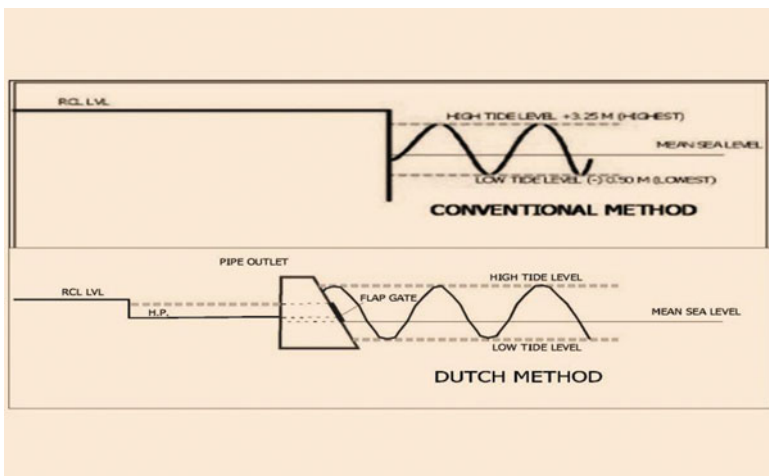 RCL LVL
HIGH TIDE LEVEL +3.25 M (HIGHEST)
MEAN SEA LEVEL
LOW TIDE LEVEL (-) 0.90 M (LOWEST)
CONVENTIONAL METHOD
PIPE OUTLET
HIGH TIDE LEVEL
RCL LVL
FLAP GATE
H.P.
MEAN SEA LEVEL
LOW TIDE LEVEL
DUTCH METHOD